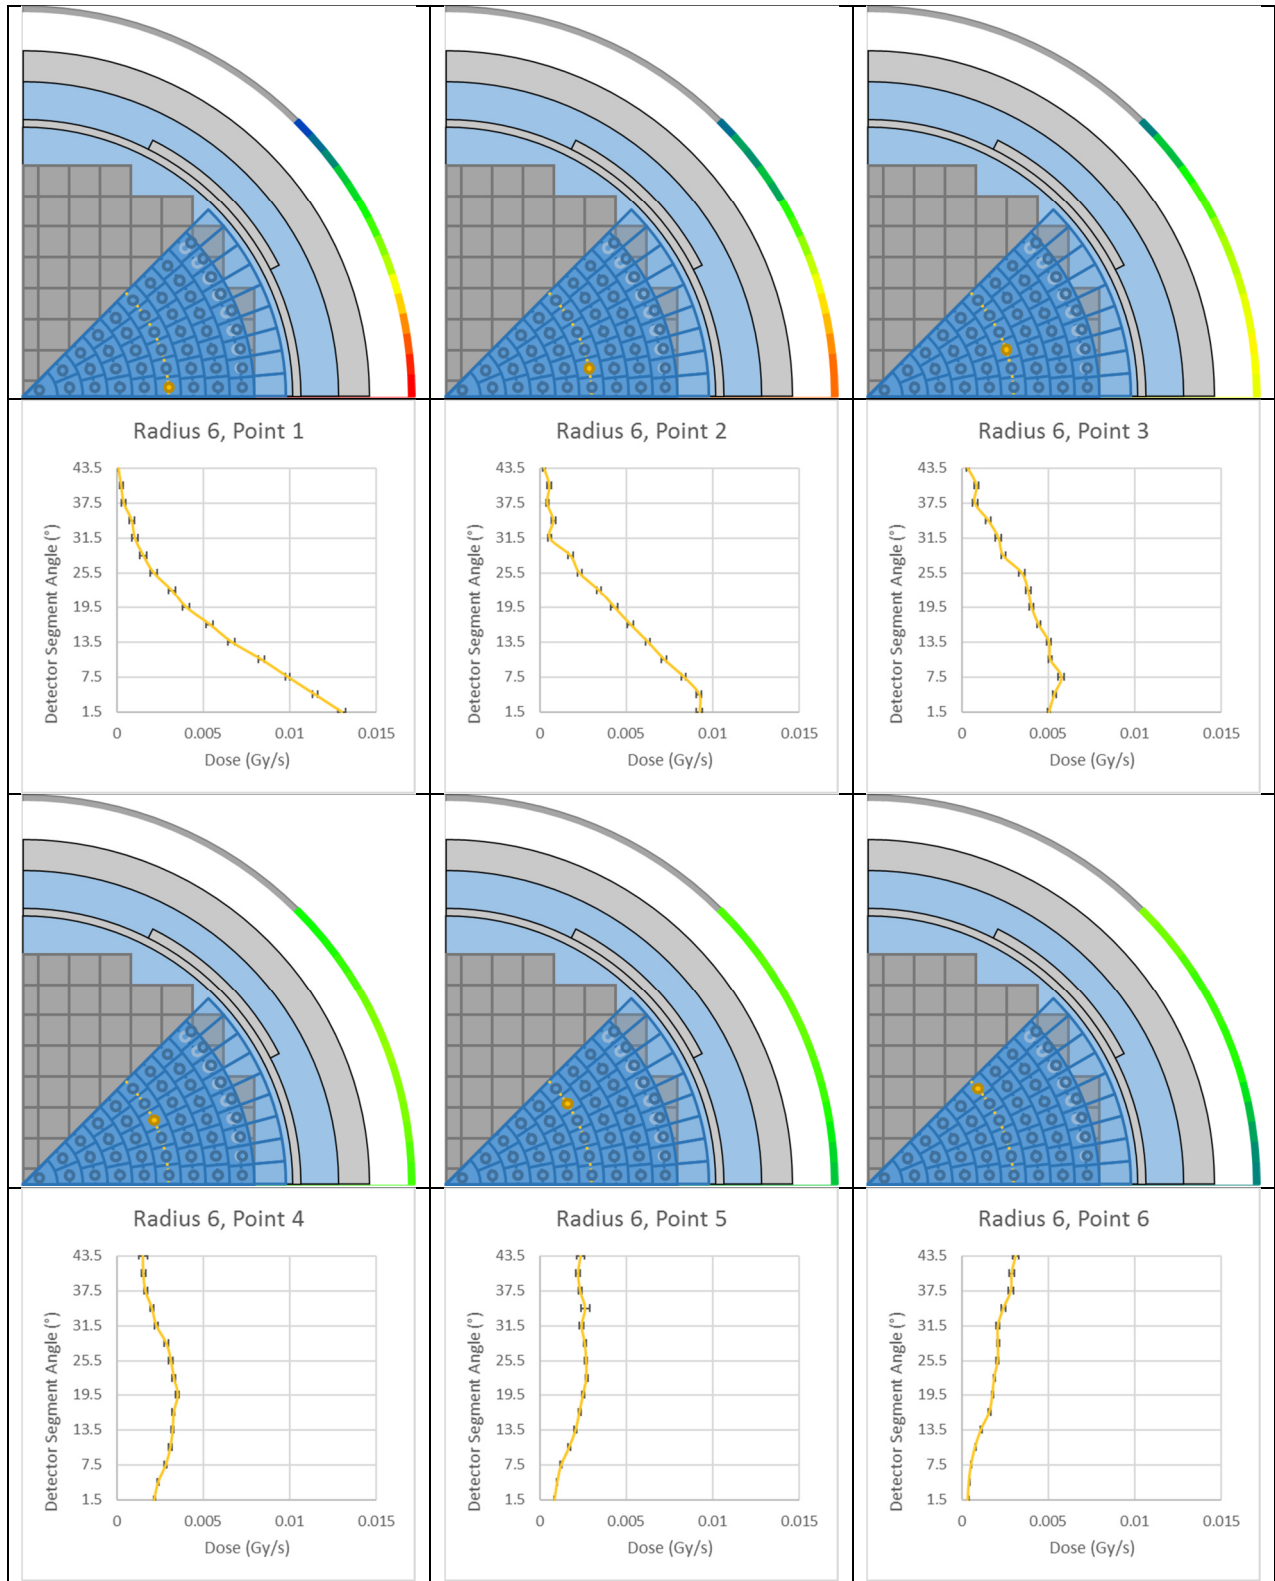 Radius 6, Point 1
Radius 6, Point 2
Radius 6, Point 3
Detector Segment Angle (°)
43.5
37.5
31.5
25.5
19.5
13.5
7.5
1.5
0 0.005 0.01 0.015
Dose (Gy/s)
Detector Segment Angle (°)
43.5
37.5
31.5
25.5
19.5
13.5
7.5
1.5
0 0.005 0.01 0.015
Dose (Gy/s)
Detector Segment Angle (°)
43.5
37.5
31.5
25.5
19.5
13.5
7.5
1.5
0 0.005 0.01 0.015
Dose (Gy/s)
Radius 6, Point 4
Radius 6, Point 5
Radius 6, Point 6
Detector Segment Angle (°)
43.5
37.5
31.5
25.5
19.5
13.5
7.5
1.5
0 0.005 0.01 0.015
Dose (Gy/s)
Detector Segment Angle (°)
43.5
37.5
31.5
25.5
19.5
13.5
7.5
1.5
0 0.005 0.01 0.015
Dose (Gy/s)
Detector Segment Angle (°)
43.5
37.5
31.5
25.5
19.5
13.5
7.5
1.5
0 0.005 0.01 0.015
Dose (Gy/s)